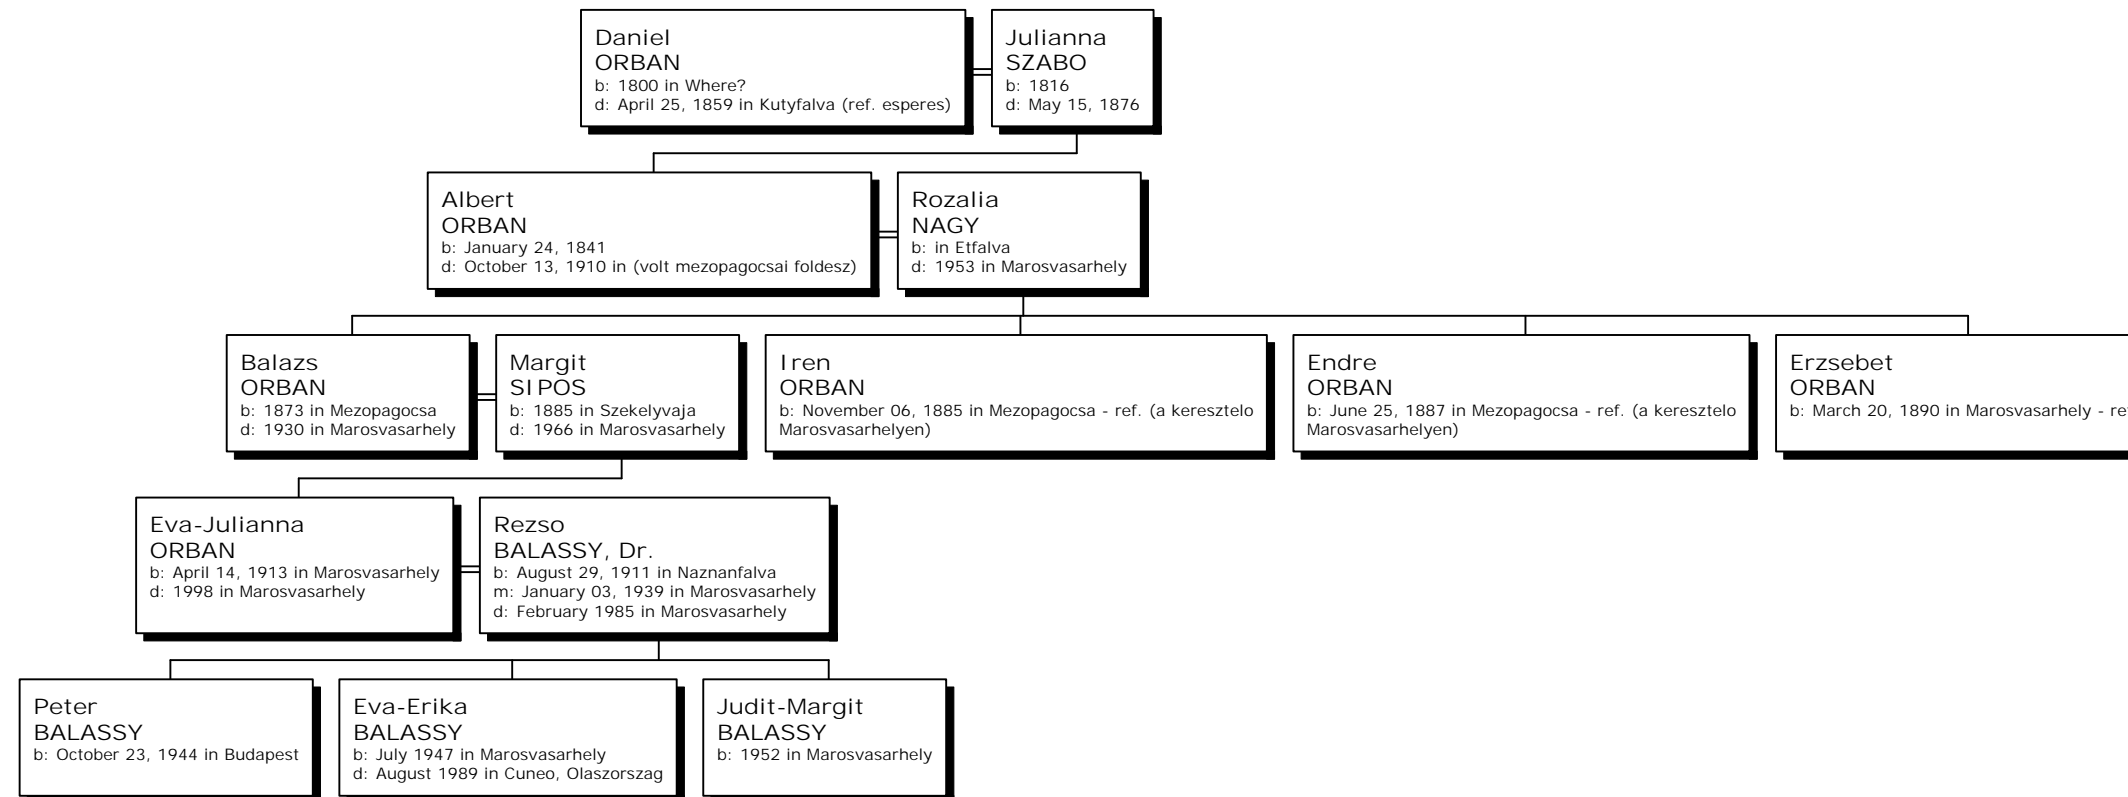 Daniel
ORBAN
b: 1800 in Where?
d: April 25, 1859 in Kutyfalva (ref. esperes)
Julianna
SZABO
b: 1816
d: May 15, 1876
Albert
ORBAN
b: January 24, 1841
d: October 13, 1910 in (volt mezopagocsai foldesz)
Rozalia
NAGY
b: in Etfalva
d: 1953 in Marosvasarhely
Balazs
ORBAN
b: 1873 in Mezopagocsa
d: 1930 in Marosvasarhely
Margit
SIPOS
b: 1885 in Szekelyvaja
d: 1966 in Marosvasarhely
Iren
ORBAN
b: November 06, 1885 in Mezopagocsa - ref. (a keresztelo
Marosvasarhelyen)
Endre
ORBAN
b: June 25, 1887 in Mezopagocsa - ref. (a keresztelo
Marosvasarhelyen)
Erzsebet
ORBAN
b: March 20, 1890 in Marosvasarhely -
Eva-Julianna
ORBAN
b: April 14, 1913 in Marosvasarhely
d: 1998 in Marosvasarhely
Rezso
BALASSY, Dr.
b: August 29, 1911 in Naznanfalva
m: January 03, 1939 in Marosvasarhely
d: February 1985 in Marosvasarhely
Peter
BALASSY
b: October 23, 1944 in Budapest
Eva-Erika
BALASSY
b: July 1947 in Marosvasarhely
d: August 1989 in Cuneo, Olaszorszag
Judit-Margit
BALASSY
b: 1952 in Marosvasarhely